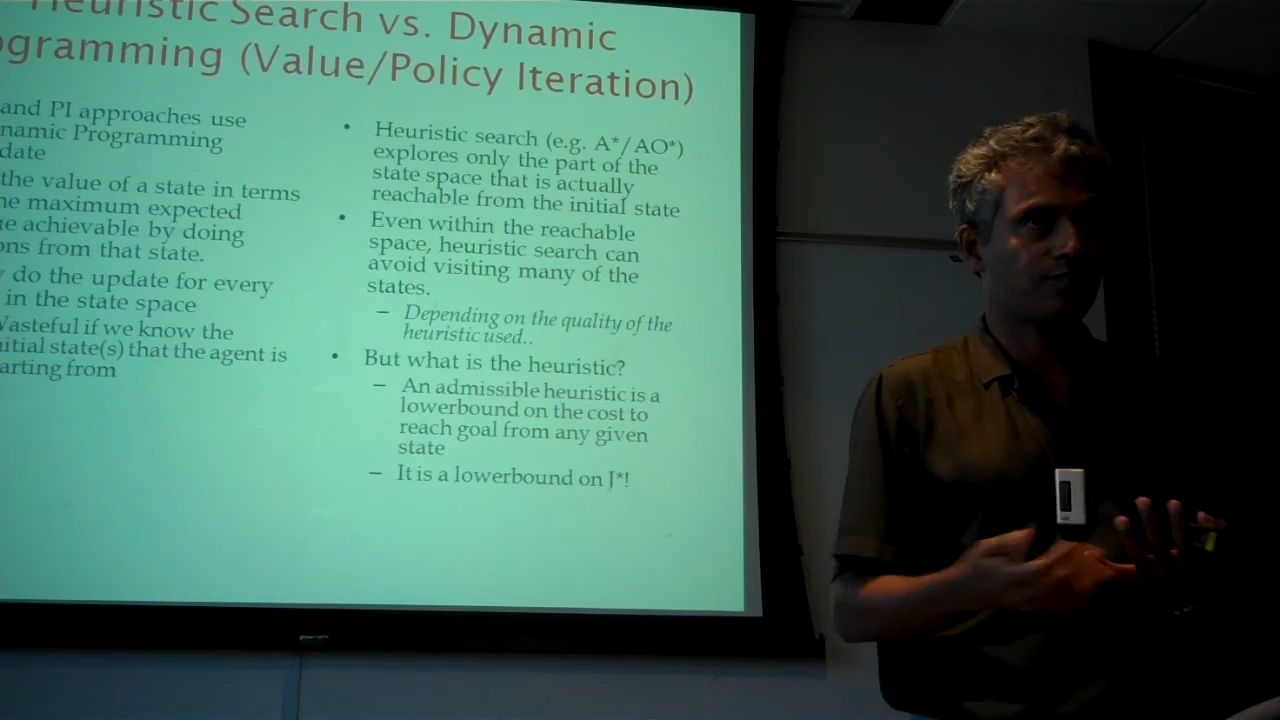 Heuristic Search vs. Dynamic
ogramming (Value/Policy Iteration)
and PI approaches use
namic Programming
date
the value of a state in terms
he maximum expected
ue achievable by doing
ons from that state.
y do the update for every
in the state space
Wasteful if we know the
nitial state(s) that the agent is
arting from
• Heuristic search (e.g. A*/AO*)
explores only the part of the
state space that is actually
reachable from the initial state
• Even within the reachable
space, heuristic search can
avoid visiting many of the
states.
– Depending on the quality of the
heuristic used..
• But what is the heuristic?
– An admissible heuristic is a
lowerbound on the cost to
reach goal from any given
state
– It is a lowerbound on J*!